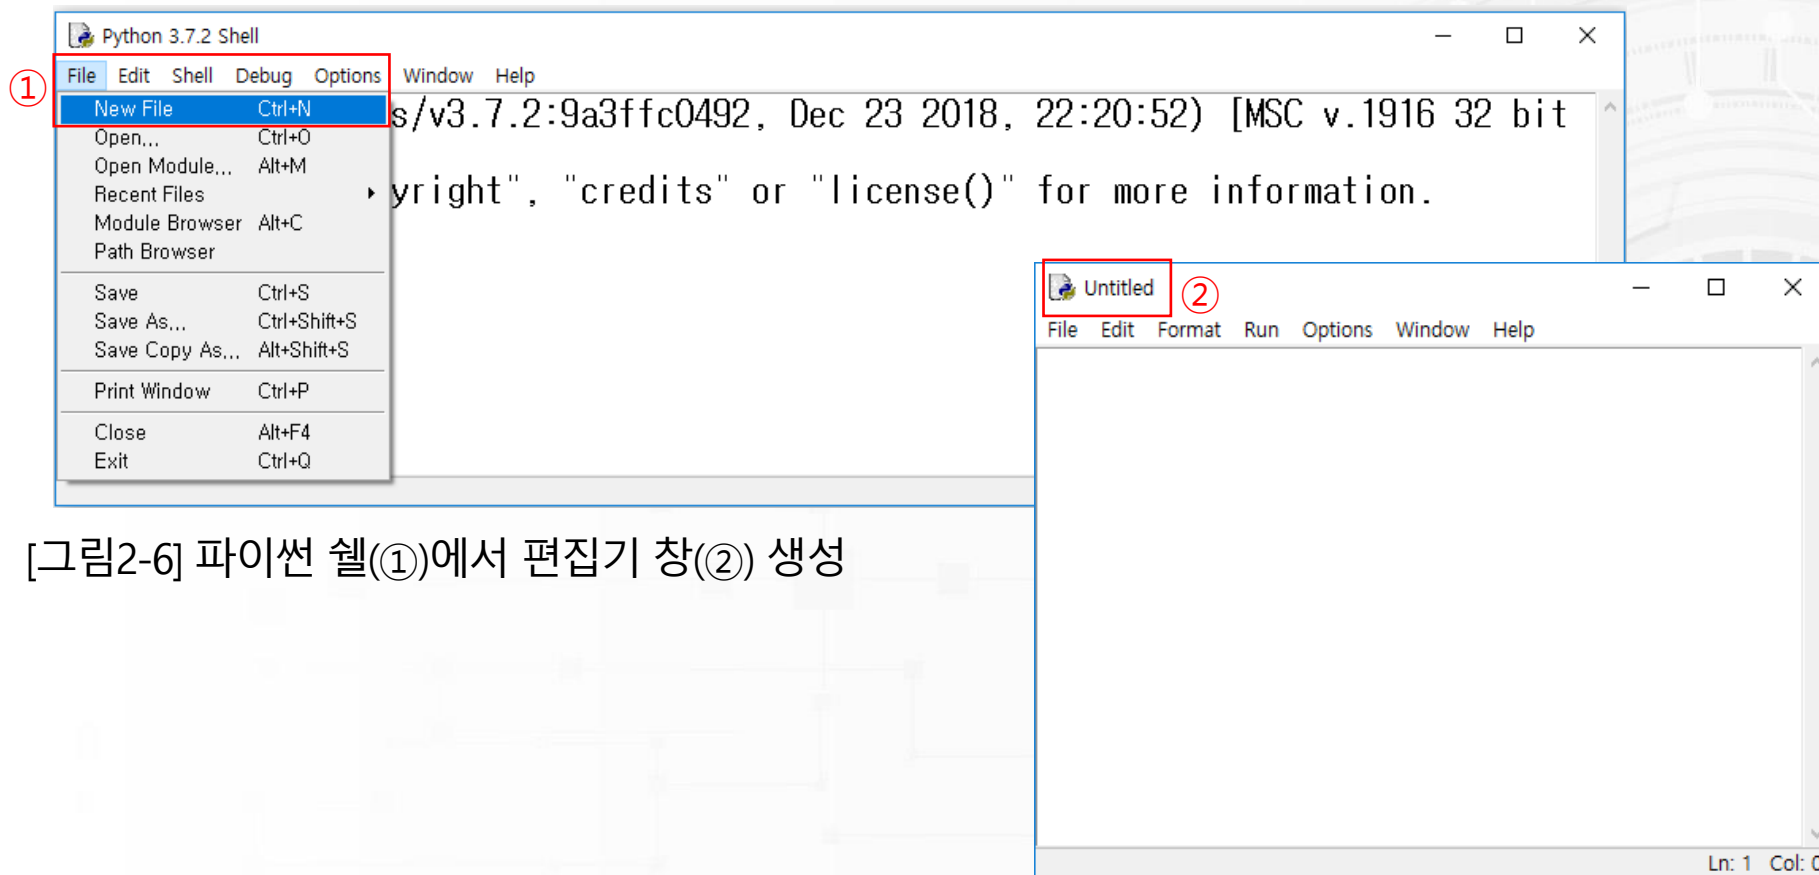 Python 3.7.2 Shell
① File Edit Shell Debug Options Window Help
New File Ctrl+N
s/v3.7.2:9a3ffc0492, Dec 23 2018, 22:20:52) [MSC v.1916 32 bit
Open... Ctrl+O
Open Module... Alt+M
Recent Files
yright", "credits" or "license()" for more information.
Module Browser Alt+C
Path Browser
Save Ctrl+S
Save As... Ctrl+Shift+S
Save Copy As... Alt+Shift+S
Print Window Ctrl+P
Close Alt+F4
Exit Ctrl+Q
Untitled ②
File Edit Format Run Options Window Help
Ln: 1 Col: 0
[그림2-6] 파이썬 쉘(①)에서 편집기 창(②) 생성